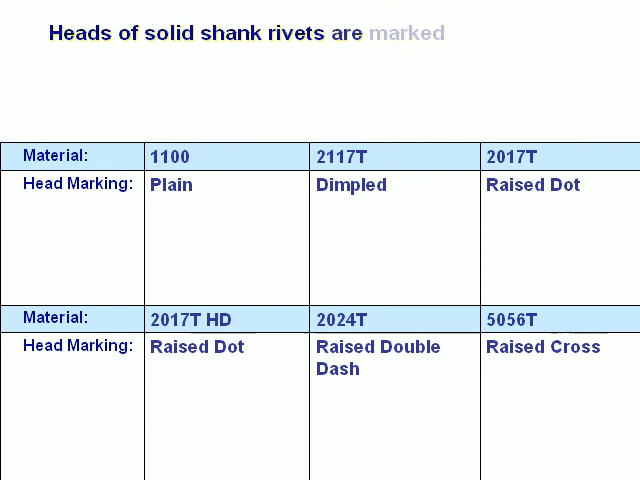 Heads of solid shank rivets are marked
Material: 1100 2117T 2017T
Head Marking: Plain Dimpled Raised Dot
Material: 2017T HD 2024T 5056T
Head Marking: Raised Dot Raised Double Raised Cross
Dash